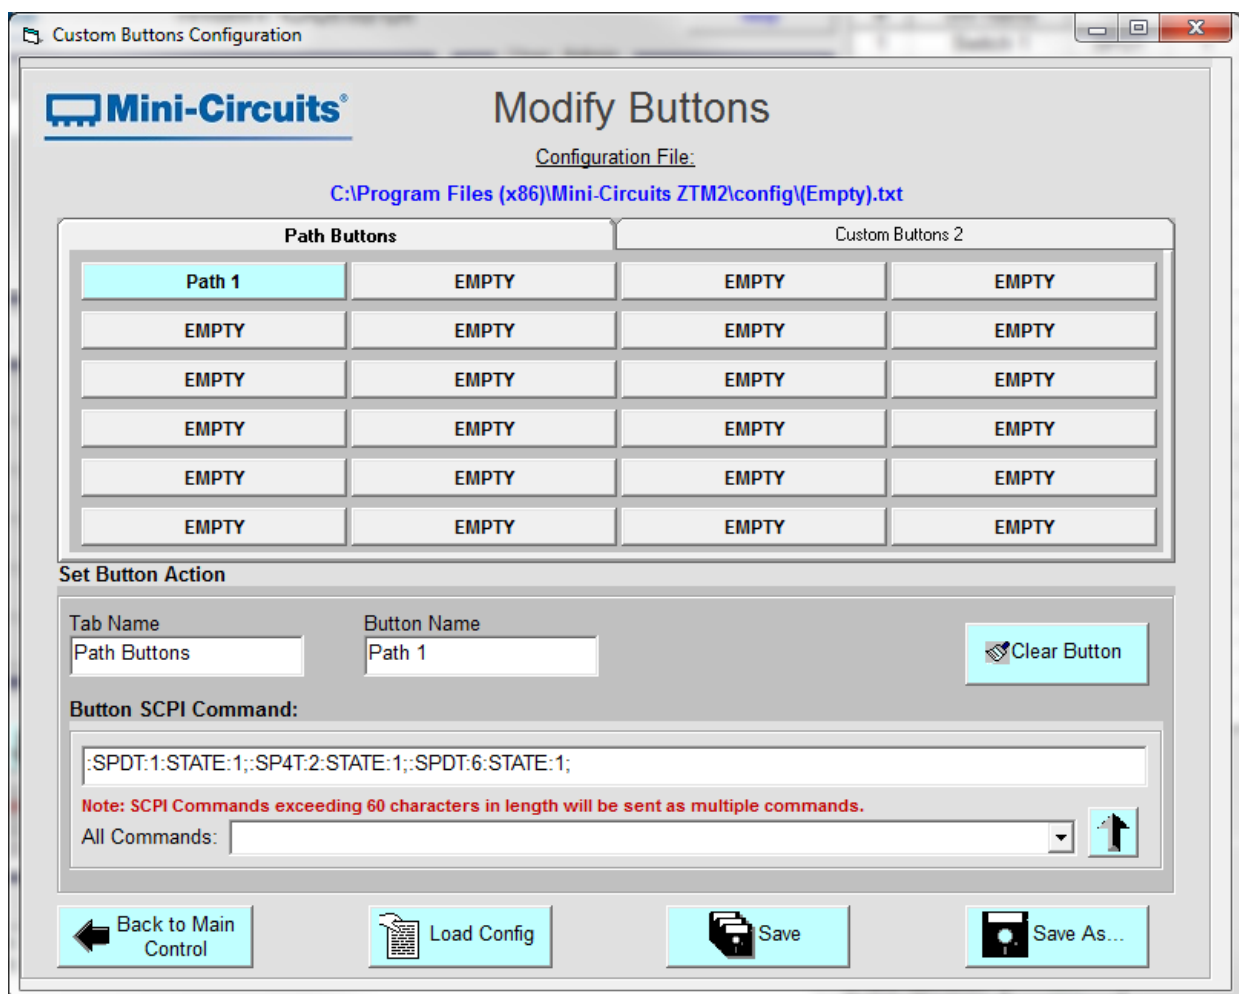 Custom Buttons Configuration
Mini-Circuits®
Modify Buttons
Configuration File:
C:\Program Files (x86)\Mini-Circuits ZTM2\config\(Empty).txt
Path Buttons Custom Buttons 2
Path 1 EMPTY EMPTY EMPTY
EMPTY EMPTY EMPTY EMPTY
EMPTY EMPTY EMPTY EMPTY
EMPTY EMPTY EMPTY EMPTY
EMPTY EMPTY EMPTY EMPTY
EMPTY EMPTY EMPTY EMPTY
Set Button Action
Tab Name Button Name
Path Buttons Path 1
Clear Button
Button SCPI Command:
:SPDT:1:STATE:1;:SP4T:2:STATE:1;:SPDT:6:STATE:1;
Note: SCPI Commands exceeding 60 characters in length will be sent as multiple commands.
All Commands:
Back to Main
Control
Load Config
Save
Save As...